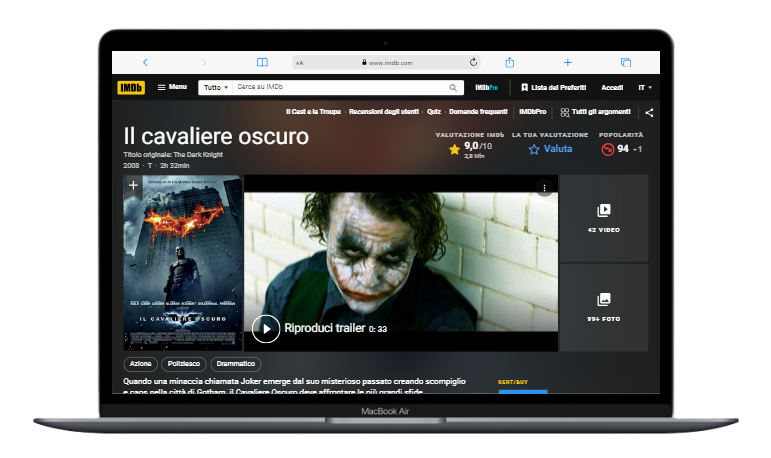 AA www.imdb.com
IMDb Menu Tutto Cerca su IMDb IMDbPro Lista dei Preferiti Accedi IT
Il Cast e la Troupe · Recensioni degli utenti · Quiz · Domande frequenti IMDbPro Tutti gli argomenti
Il cavaliere oscuro
Titolo originale: The Dark Knight
2008 · T · 2h 32min
VALUTAZIONE IMDb
9,0/10
2,8 Mln
LA TUA VALUTAZIONE
Valuta
POPOLARITÀ
94 1
IL CAVALIERE OSCURO
Riproduci trailer 0:33
42 VIDEO
99+ FOTO
Azione Poliziesco Drammatico
Quando una minaccia chiamata Joker emerge dal suo misterioso passato creando scompiglio
e caos nella città di Gotham, il Cavaliere Oscuro deve affrontare le più grandi sfide
RENT/BUY
MacBook Air